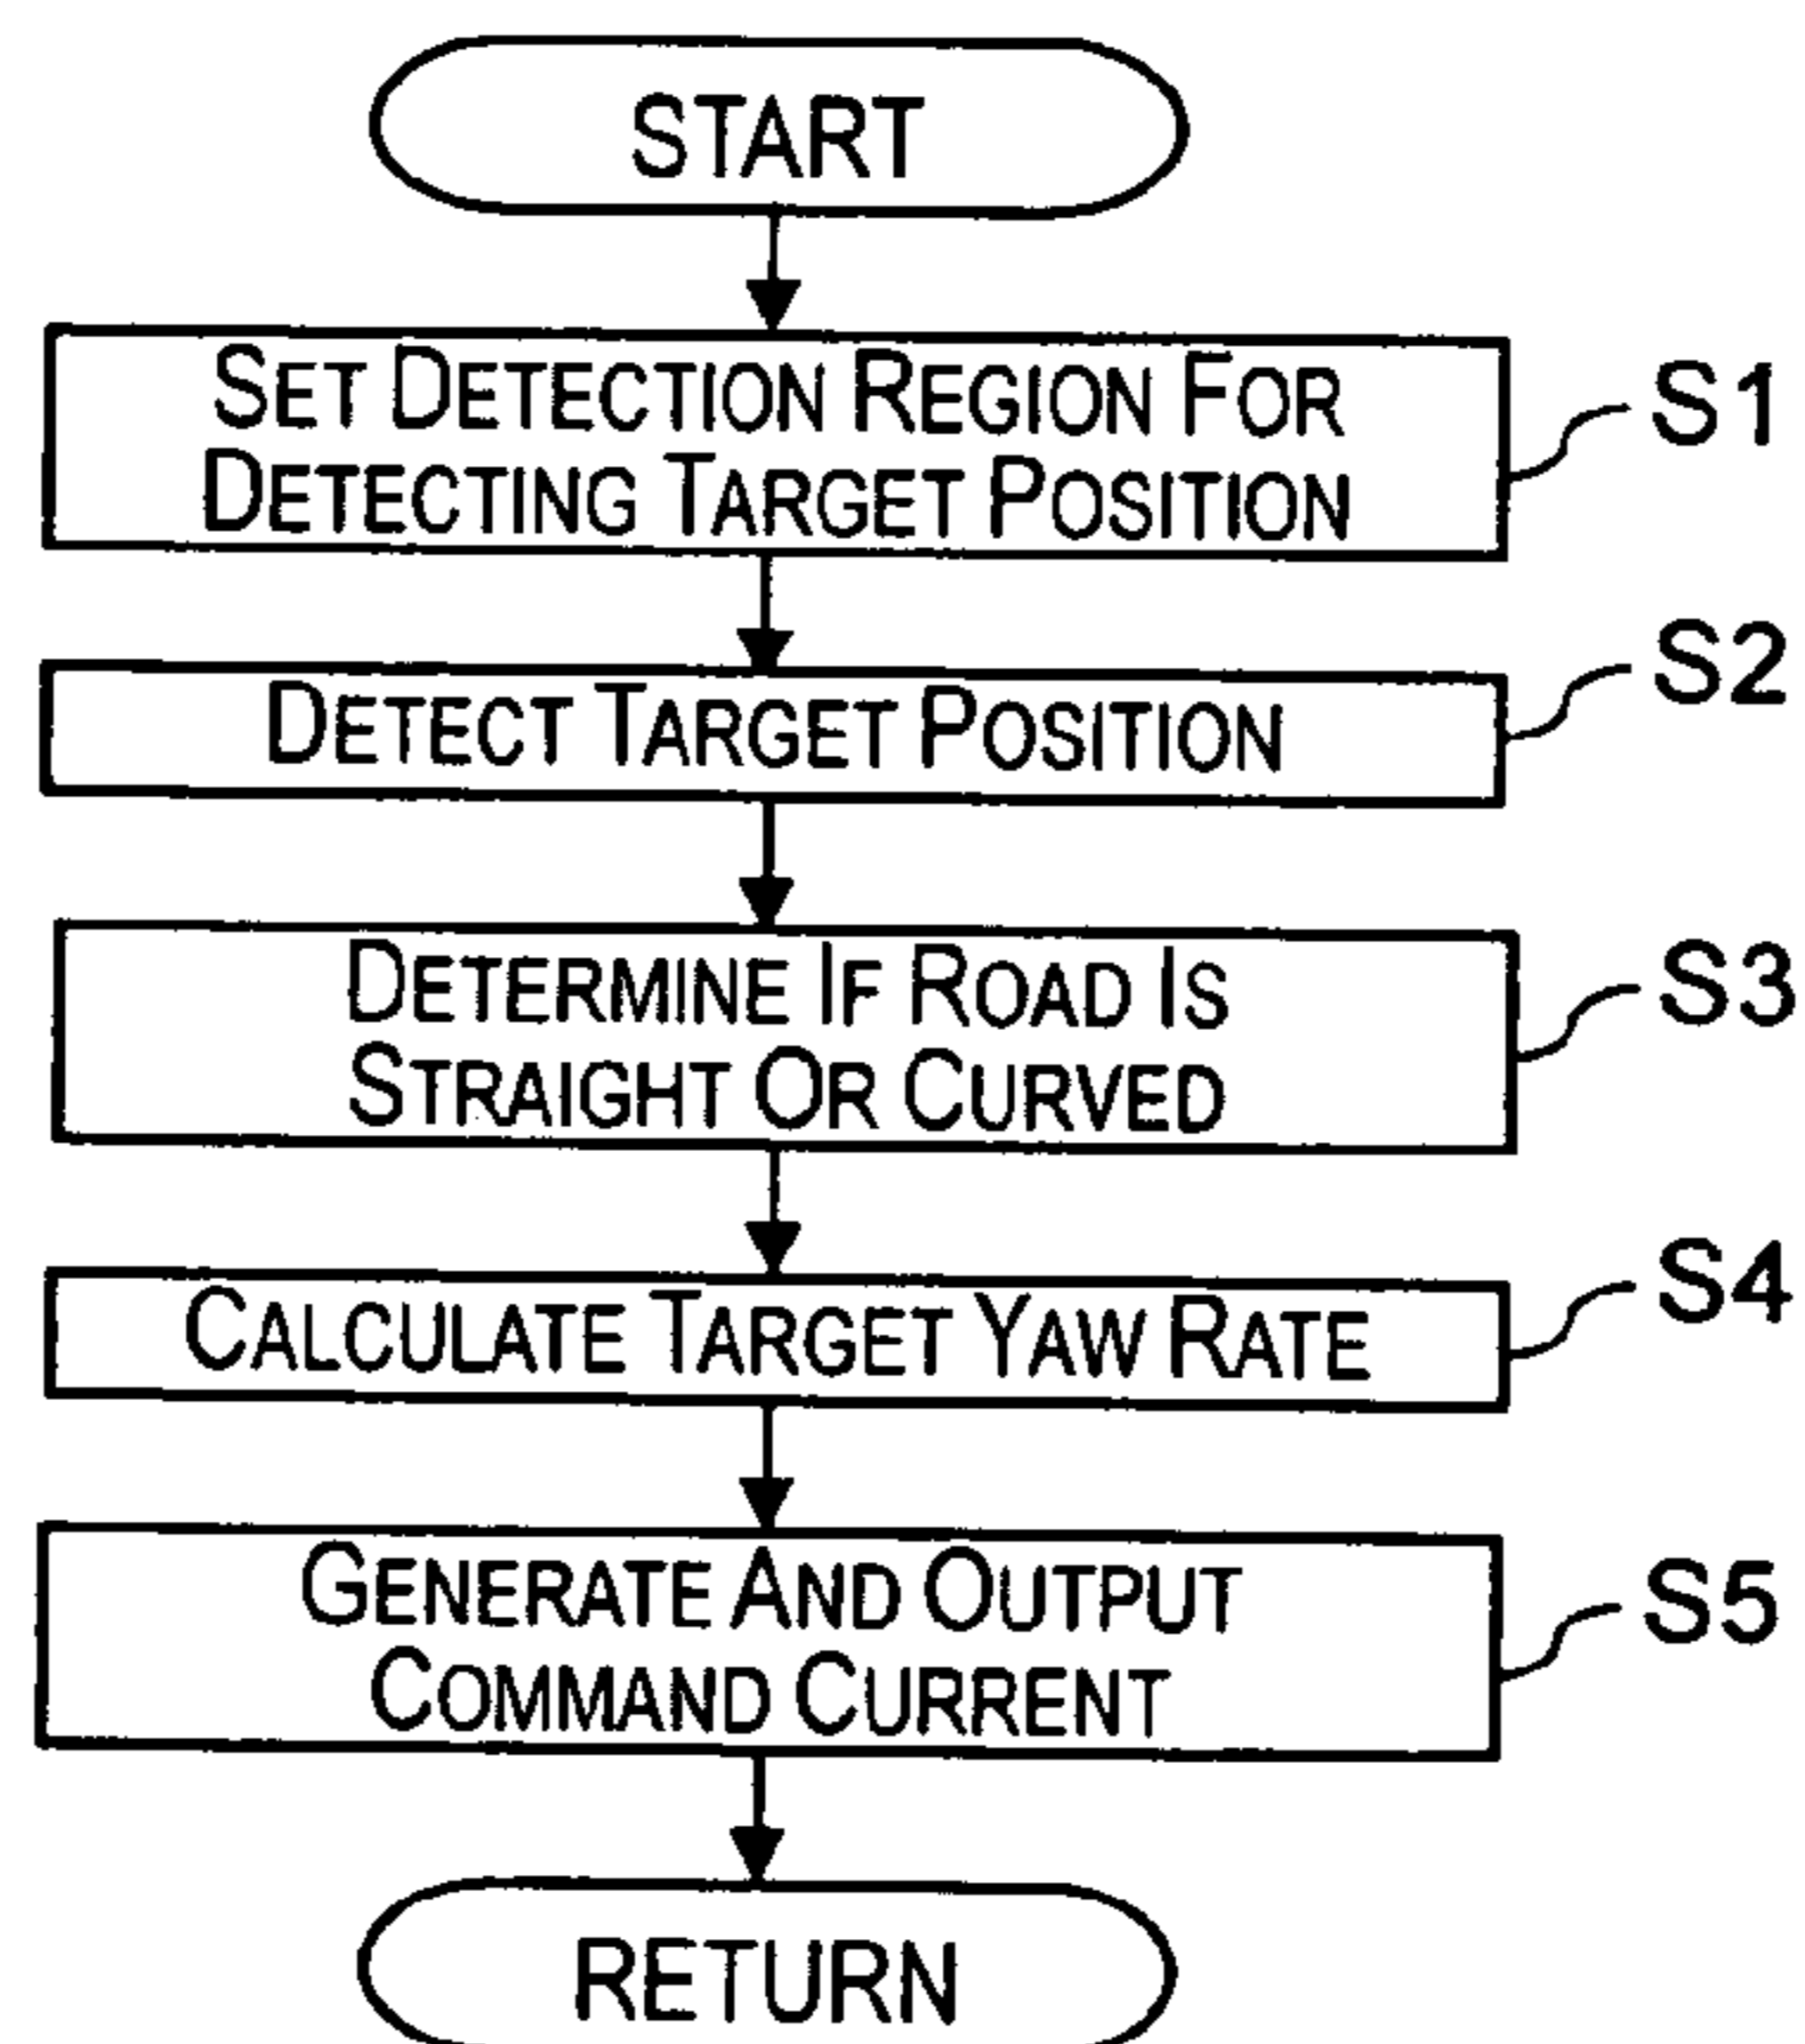 START
SET DETECTION REGION FOR
DETECTING TARGET POSITION
S1
DETECT TARGET POSITION
S2
DETERMINE IF ROAD IS
STRAIGHT OR CURVED
S3
CALCULATE TARGET YAW RATE
S4
GENERATE AND OUTPUT
COMMAND CURRENT
S5
RETURN